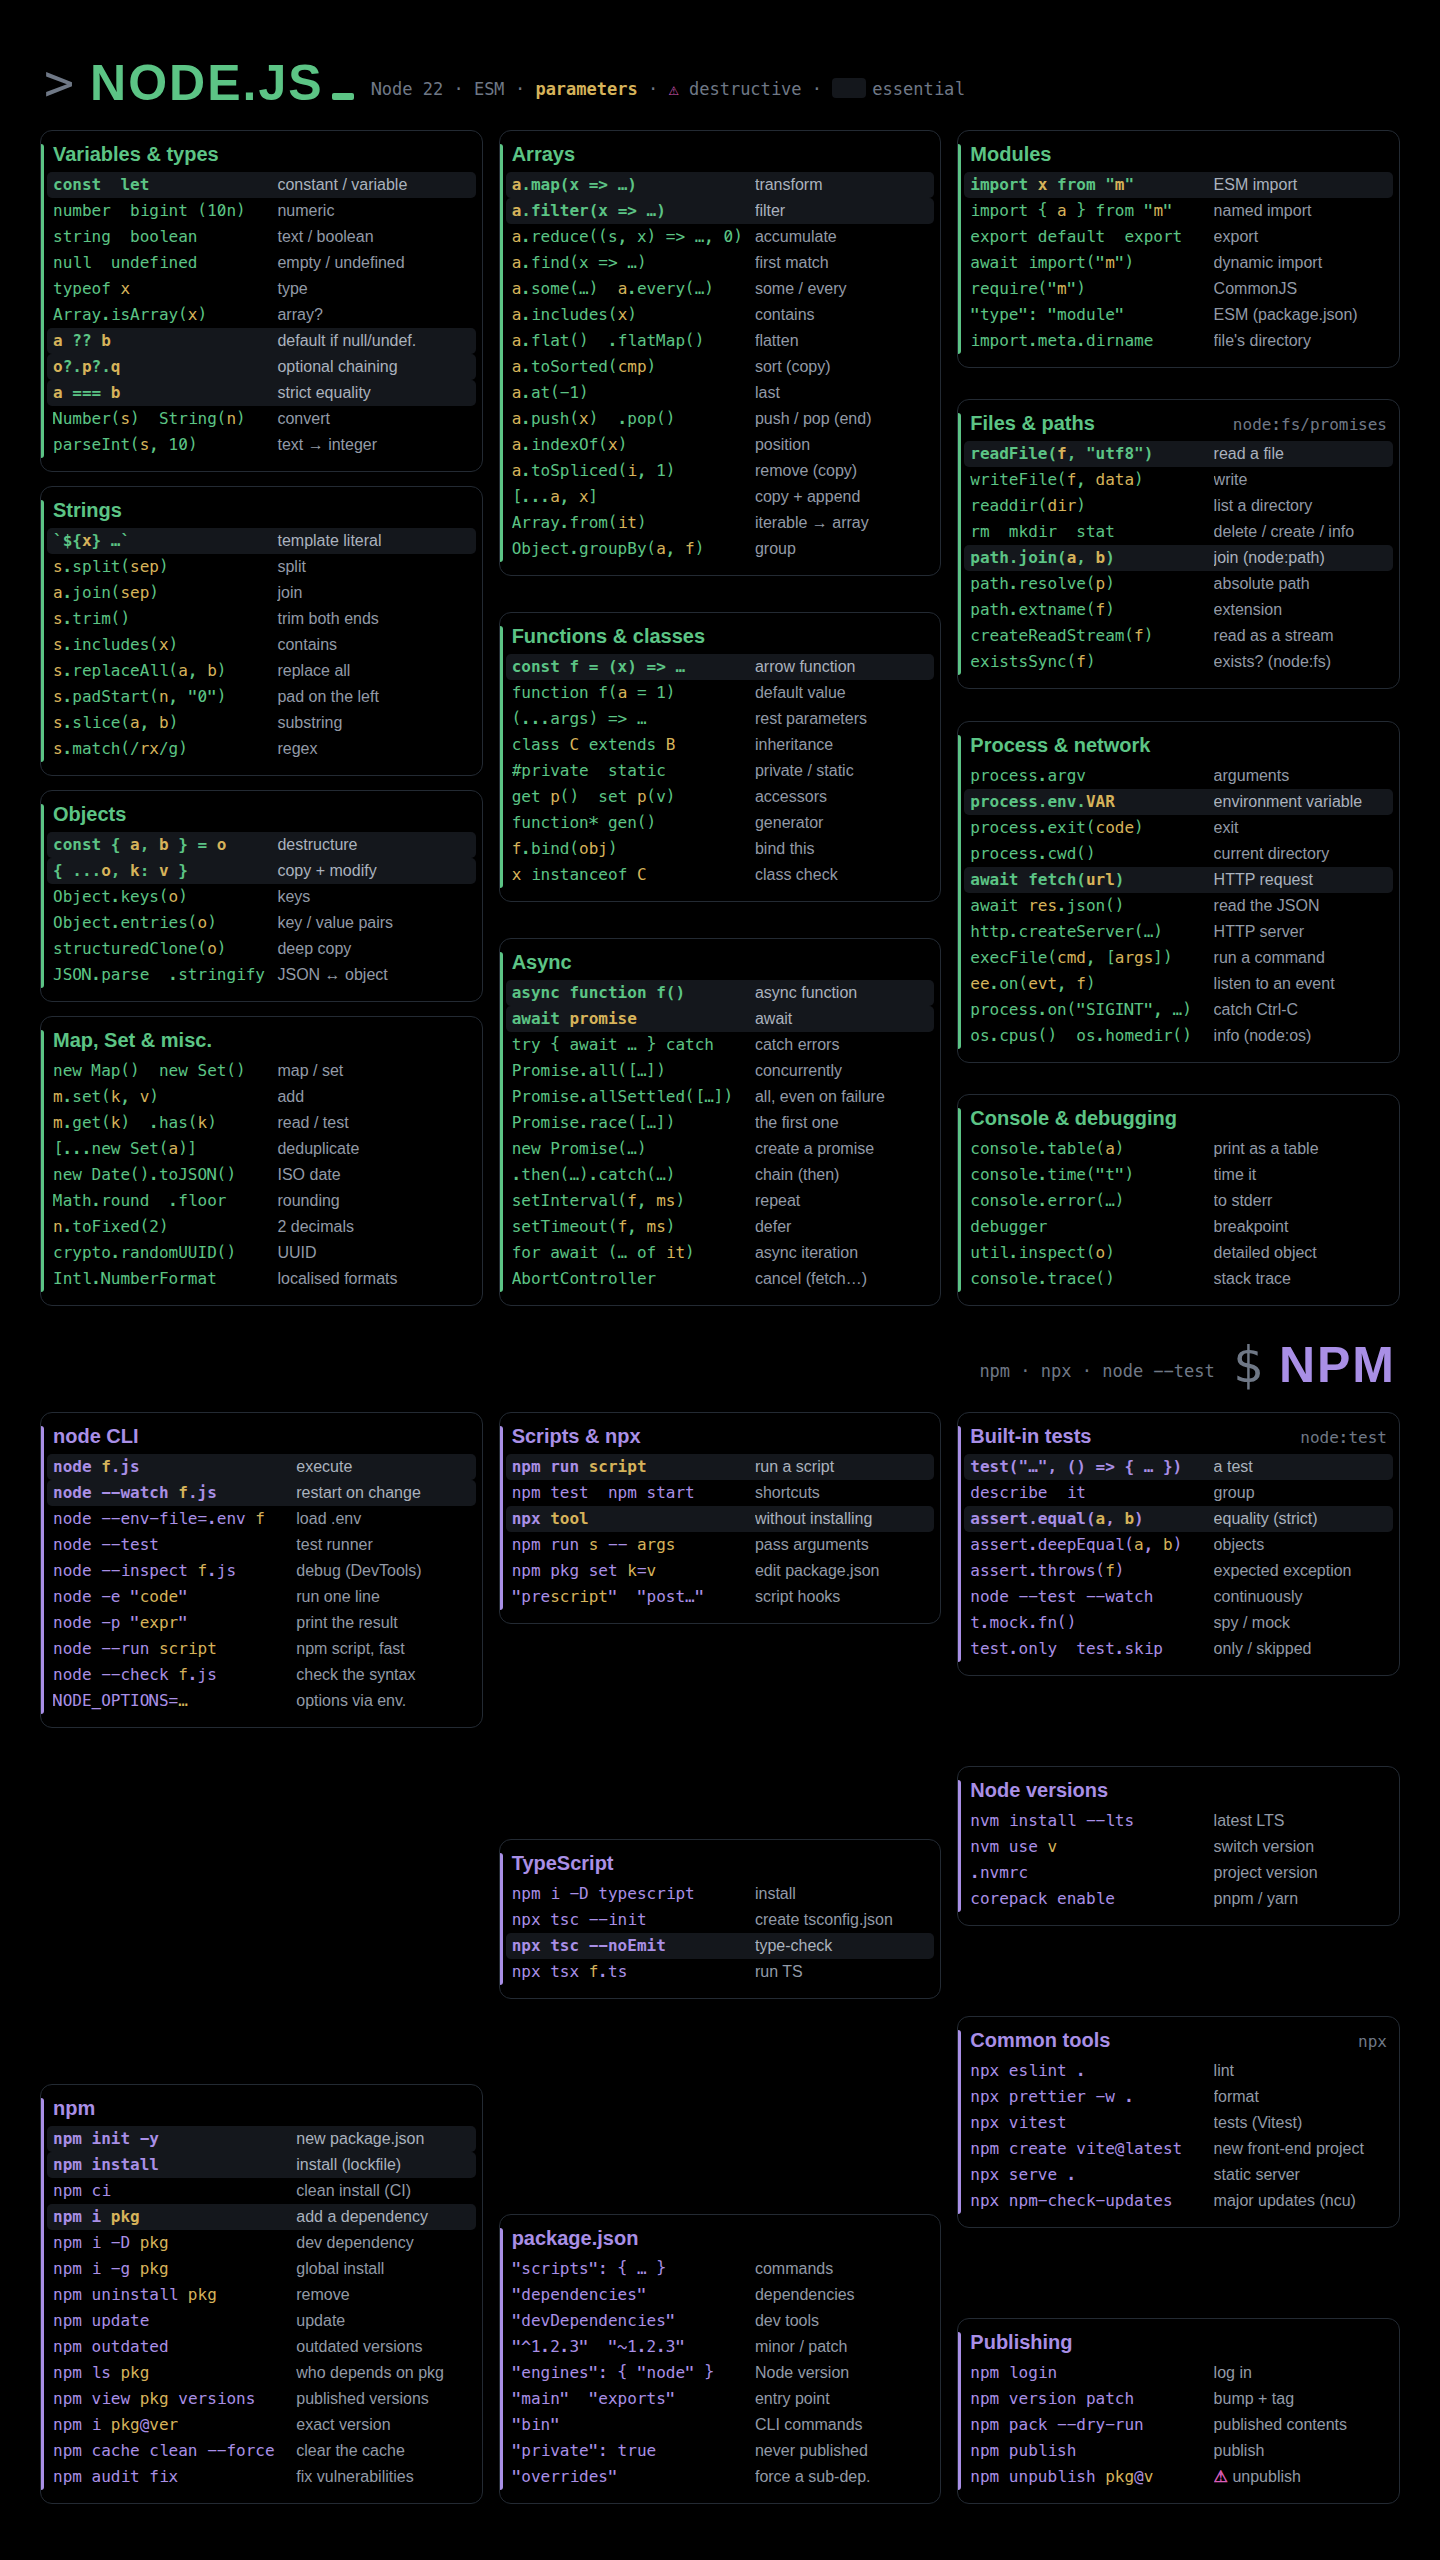 > NODE.JS_ Node 22 · ESM · parameters · ⚠ destructive · essential
Variables & types
const  let constant / variable
number  bigint (10n) numeric
string  boolean text / boolean
null  undefined empty / undefined
typeof x type
Array.isArray(x) array?
a ?? b default if null/undef.
o?.p?.q optional chaining
a === b strict equality
Number(s)  String(n) convert
parseInt(s, 10) text → integer
Strings
`${x} …` template literal
s.split(sep) split
a.join(sep) join
s.trim() trim both ends
s.includes(x) contains
s.replaceAll(a, b) replace all
s.padStart(n, "0") pad on the left
s.slice(a, b) substring
s.match(/rx/g) regex
Objects
const { a, b } = o destructure
{ ...o, k: v } copy + modify
Object.keys(o) keys
Object.entries(o) key / value pairs
structuredClone(o) deep copy
JSON.parse  .stringify JSON ↔ object
Map, Set & misc.
new Map()  new Set() map / set
m.set(k, v) add
m.get(k)  .has(k) read / test
[...new Set(a)] deduplicate
new Date().toJSON() ISO date
Math.round  .floor rounding
n.toFixed(2) 2 decimals
crypto.randomUUID() UUID
Intl.NumberFormat localised formats
Arrays
a.map(x => …) transform
a.filter(x => …) filter
a.reduce((s, x) => …, 0) accumulate
a.find(x => …) first match
a.some(…)  a.every(…) some / every
a.includes(x) contains
a.flat()  .flatMap() flatten
a.toSorted(cmp) sort (copy)
a.at(−1) last
a.push(x)  .pop() push / pop (end)
a.indexOf(x) position
a.toSpliced(i, 1) remove (copy)
[...a, x] copy + append
Array.from(it) iterable → array
Object.groupBy(a, f) group
Functions & classes
const f = (x) => … arrow function
function f(a = 1) default value
(...args) => … rest parameters
class C extends B inheritance
#private  static private / static
get p()  set p(v) accessors
function* gen() generator
f.bind(obj) bind this
x instanceof C class check
Async
async function f() async function
await promise await
try { await … } catch catch errors
Promise.all([…]) concurrently
Promise.allSettled([…]) all, even on failure
Promise.race([…]) the first one
new Promise(…) create a promise
.then(…).catch(…) chain (then)
setInterval(f, ms) repeat
setTimeout(f, ms) defer
for await (… of it) async iteration
AbortController cancel (fetch…)
Modules
import x from "m" ESM import
import { a } from "m" named import
export default  export export
await import("m") dynamic import
require("m") CommonJS
"type": "module" ESM (package.json)
import.meta.dirname file's directory
Files & paths node:fs/promises
readFile(f, "utf8") read a file
writeFile(f, data) write
readdir(dir) list a directory
rm  mkdir  stat delete / create / info
path.join(a, b) join (node:path)
path.resolve(p) absolute path
path.extname(f) extension
createReadStream(f) read as a stream
existsSync(f) exists? (node:fs)
Process & network
process.argv arguments
process.env.VAR environment variable
process.exit(code) exit
process.cwd() current directory
await fetch(url) HTTP request
await res.json() read the JSON
http.createServer(…) HTTP server
execFile(cmd, [args]) run a command
ee.on(evt, f) listen to an event
process.on("SIGINT", …) catch Ctrl-C
os.cpus()  os.homedir() info (node:os)
Console & debugging
console.table(a) print as a table
console.time("t") time it
console.error(…) to stderr
debugger breakpoint
util.inspect(o) detailed object
console.trace() stack trace
npm · npx · node −−test $ NPM
node CLI
node f.js execute
node −−watch f.js restart on change
node −−env−file=.env f load .env
node −−test test runner
node −−inspect f.js debug (DevTools)
node −e "code" run one line
node −p "expr" print the result
node −−run script npm script, fast
node −−check f.js check the syntax
NODE_OPTIONS=… options via env.
npm
npm init −y new package.json
npm install install (lockfile)
npm ci clean install (CI)
npm i pkg add a dependency
npm i −D pkg dev dependency
npm i −g pkg global install
npm uninstall pkg remove
npm update update
npm outdated outdated versions
npm ls pkg who depends on pkg
npm view pkg versions published versions
npm i pkg@ver exact version
npm cache clean −−force clear the cache
npm audit fix fix vulnerabilities
Scripts & npx
npm run script run a script
npm test  npm start shortcuts
npx tool without installing
npm run s −− args pass arguments
npm pkg set k=v edit package.json
"prescript"  "post…" script hooks
TypeScript
npm i −D typescript install
npx tsc −−init create tsconfig.json
npx tsc −−noEmit type-check
npx tsx f.ts run TS
package.json
"scripts": { … } commands
"dependencies" dependencies
"devDependencies" dev tools
"^1.2.3"  "~1.2.3" minor / patch
"engines": { "node" } Node version
"main"  "exports" entry point
"bin" CLI commands
"private": true never published
"overrides" force a sub-dep.
Built-in tests node:test
test("…", () => { … }) a test
describe  it group
assert.equal(a, b) equality (strict)
assert.deepEqual(a, b) objects
assert.throws(f) expected exception
node −−test −−watch continuously
t.mock.fn() spy / mock
test.only  test.skip only / skipped
Node versions
nvm install −−lts latest LTS
nvm use v switch version
.nvmrc project version
corepack enable pnpm / yarn
Common tools npx
npx eslint . lint
npx prettier −w . format
npx vitest tests (Vitest)
npm create vite@latest new front-end project
npx serve . static server
npx npm−check−updates major updates (ncu)
Publishing
npm login log in
npm version patch bump + tag
npm pack −−dry−run published contents
npm publish publish
npm unpublish pkg@v ⚠ unpublish